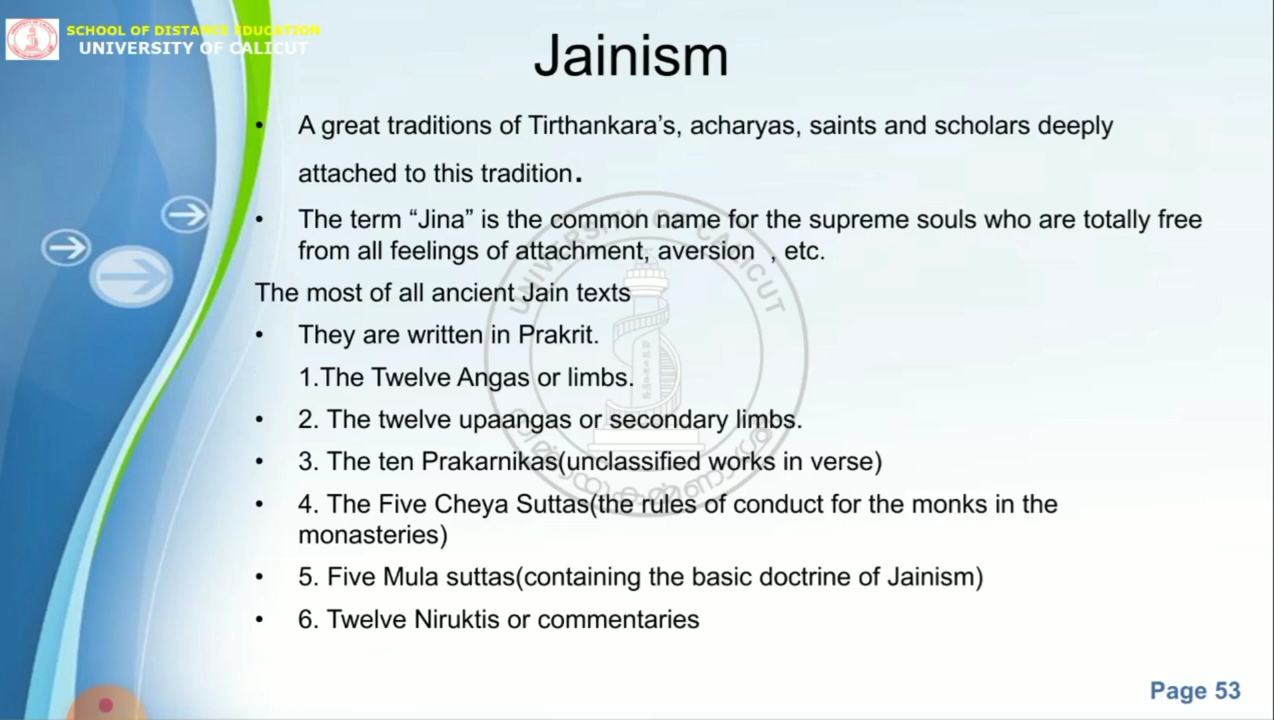 SCHOOL OF DISTANCE EDUCATION
UNIVERSITY OF CALICUT
Jainism
• A great traditions of Tirthankara’s, acharyas, saints and scholars deeply
attached to this tradition.
• The term “Jina” is the common name for the supreme souls who are totally free
from all feelings of attachment, aversion , etc.
The most of all ancient Jain texts
• They are written in Prakrit.
1.The Twelve Angas or limbs.
• 2. The twelve upaangas or secondary limbs.
• 3. The ten Prakarnikas(unclassified works in verse)
• 4. The Five Cheya Suttas(the rules of conduct for the monks in the
monasteries)
• 5. Five Mula suttas(containing the basic doctrine of Jainism)
• 6. Twelve Niruktis or commentaries
UNIVERSITY OF CALICUT
Page 53